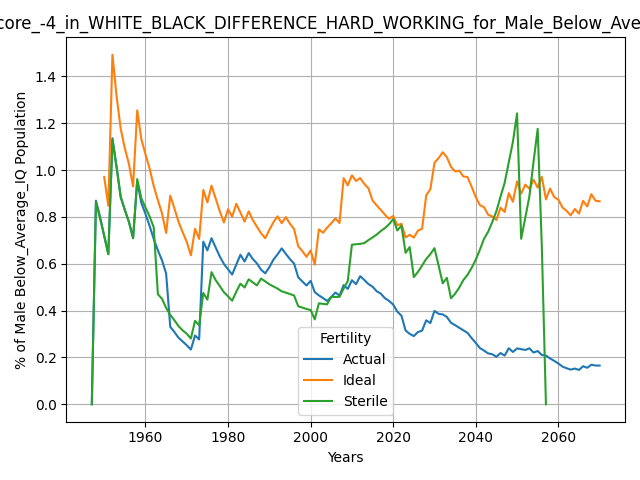 core_-4_in_WHITE_BLACK_DIFFERENCE_HARD_WORKING_for_Male_Below_Ave
% of Male Below_Average_IQ Population
1.4
1.2
1.0
0.8
0.6
0.4
0.2
0.0
Fertility
Actual
Ideal
Sterile
1960 1980 2000 2020 2040 2060
Years